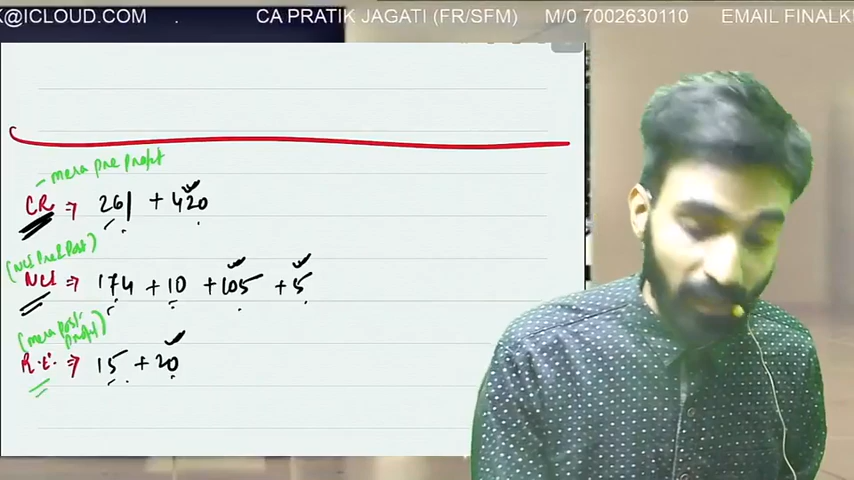 K@ICLOUD.COM . CA PRATIK JAGATI (FR/SFM) M/0 7002630110 EMAIL FINALK
- mera pre profit
CR ⇒ 261 + 420
(NCI Pre & Post)
NCI ⇒ 174 + 10 + 105 + 5
(mera post profit)
R.E. ⇒ 15 + 20